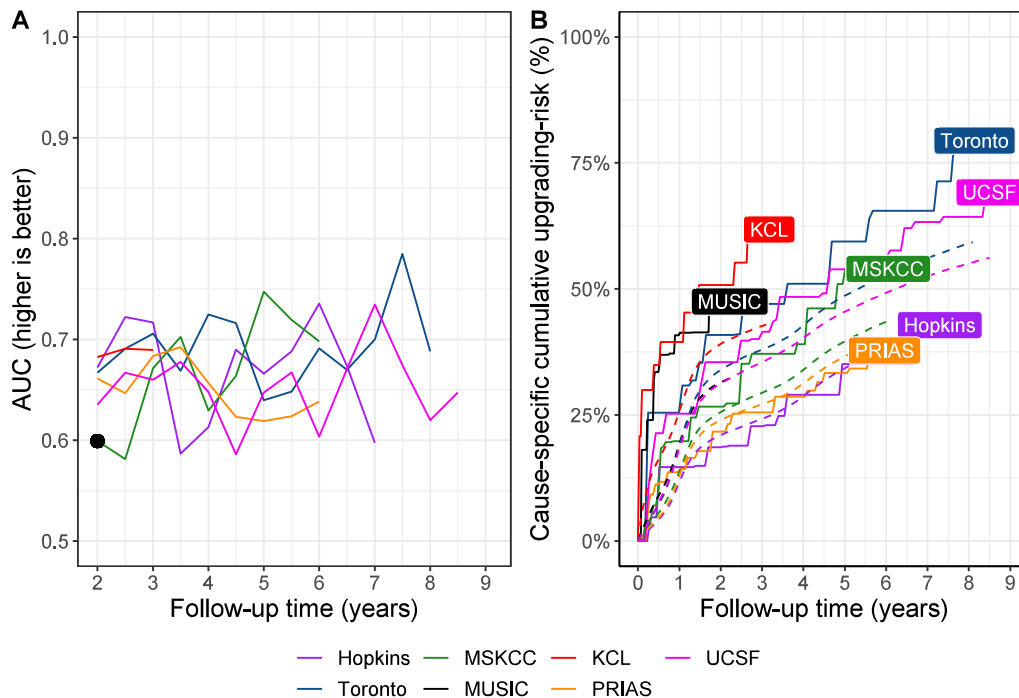 A
AUC (higher is better)
1.0
0.9
0.8
0.7
0.6
0.5
2 3 4 5 6 7 8 9
Follow-up time (years)
B
Cause-specific cumulative upgrading-risk (%)
100%
75%
50%
25%
0%
Toronto
UCSF
KCL
MSKCC
MUSIC
Hopkins
PRIAS
0 1 2 3 4 5 6 7 8 9
Follow-up time (years)
Hopkins MSKCC KCL UCSF
Toronto MUSIC PRIAS